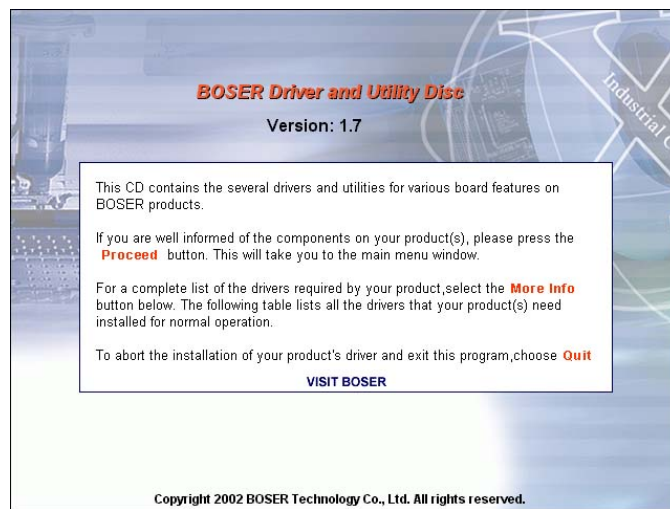 BOSER Driver and Utility Disc
Version: 1.7
Industrial
This CD contains the several drivers and utilities for various board features on
BOSER products.
If you are well informed of the components on your product(s), please press the
Proceed button. This will take you to the main menu window.
For a complete list of the drivers required by your product,select the More Info
button below. The following table lists all the drivers that your product(s) need
installed for normal operation.
To abort the installation of your product's driver and exit this program,choose Quit
VISIT BOSER
Copyright 2002 BOSER Technology Co., Ltd. All rights reserved.